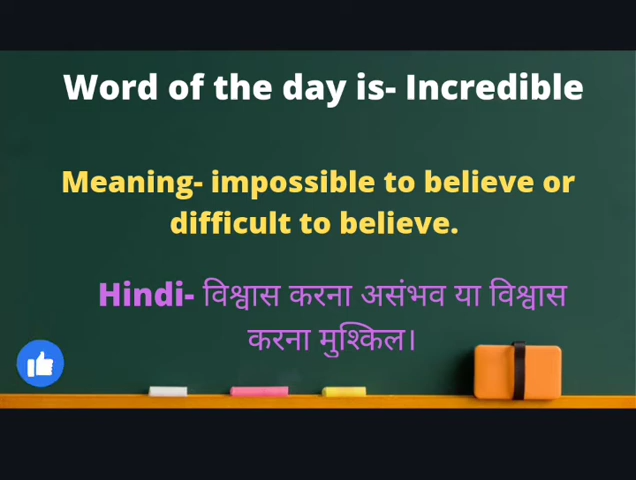 Word of the day is- Incredible
Meaning- impossible to believe or
difficult to believe.
Hindi- विश्वास करना असंभव या विश्वास
करना मुश्किल।